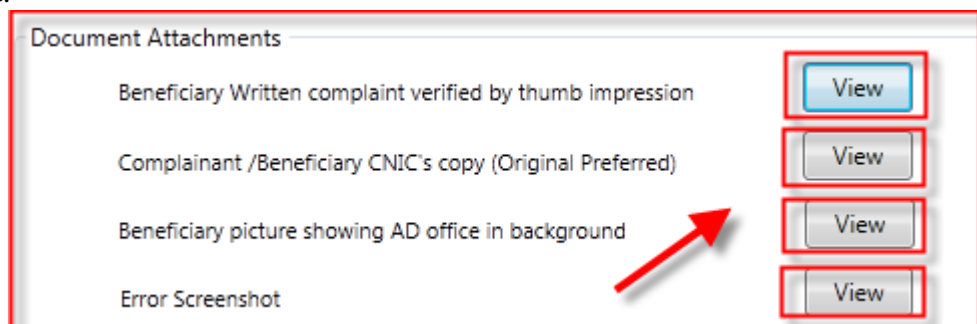 Document Attachments
Beneficiary Written complaint verified by thumb impression View
Complainant /Beneficiary CNIC's copy (Original Preferred) View
Beneficiary picture showing AD office in background View
Error Screenshot View